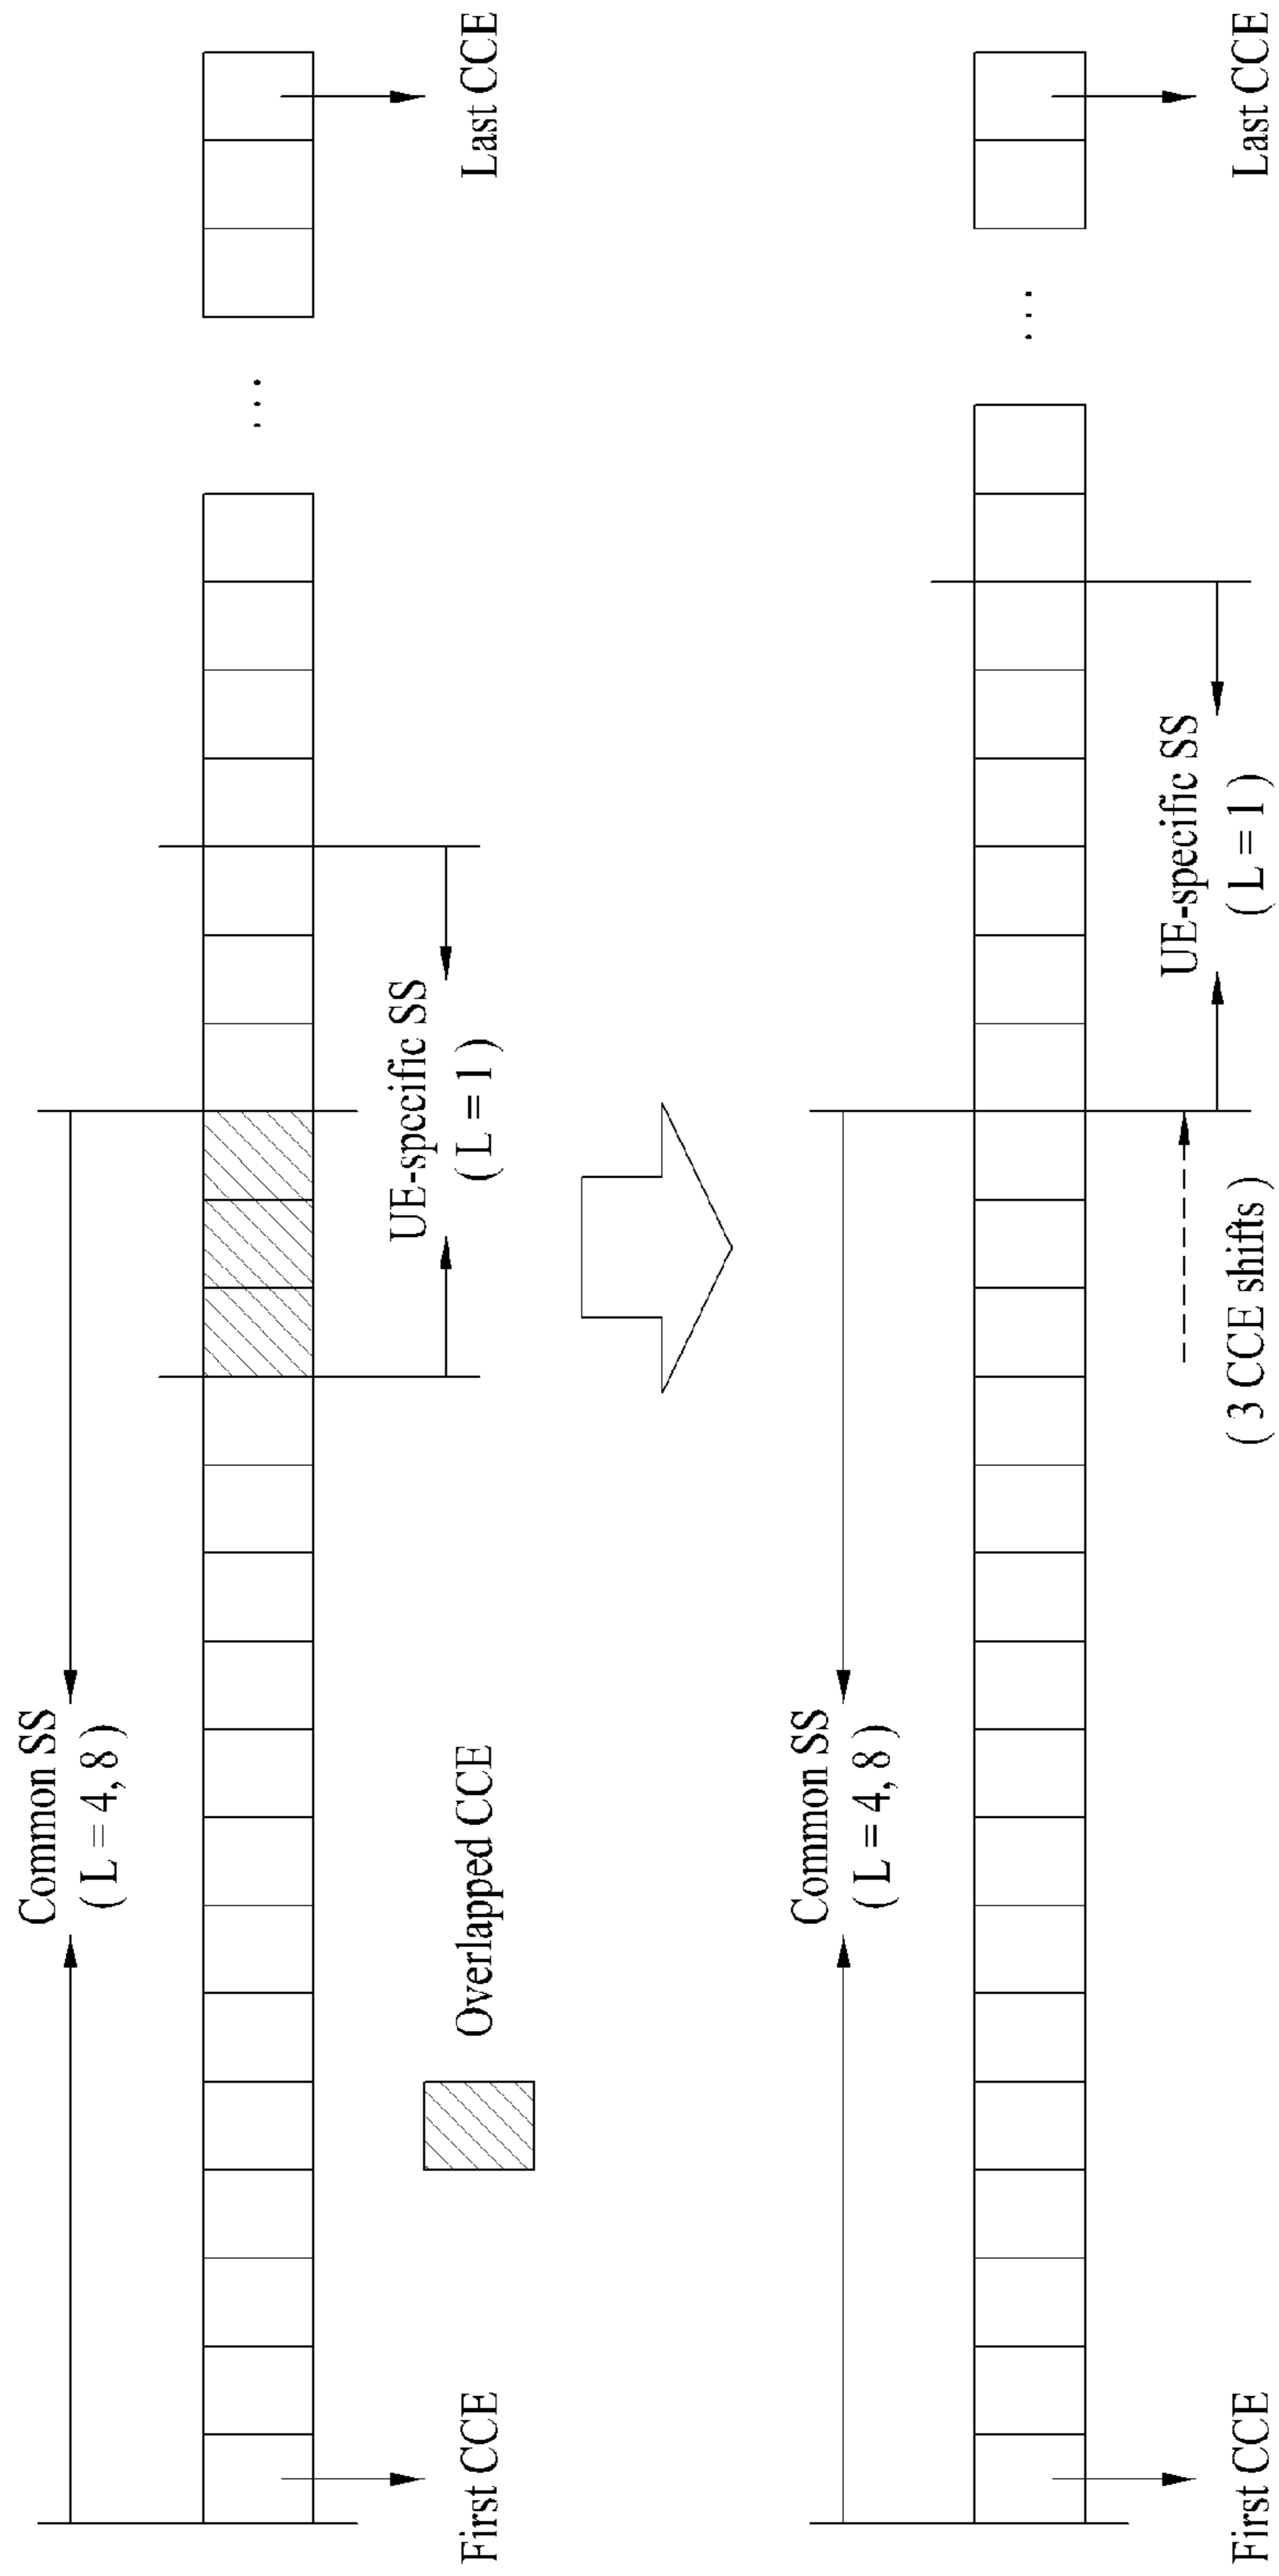 Common SS
( L = 4, 8 )
UE-specific SS
( L = 1 )
...
First CCE
Overlapped CCE
Last CCE
Common SS
( L = 4, 8 )
...
( 3 CCE shifts )
UE-specific SS
( L = 1 )
First CCE
Last CCE